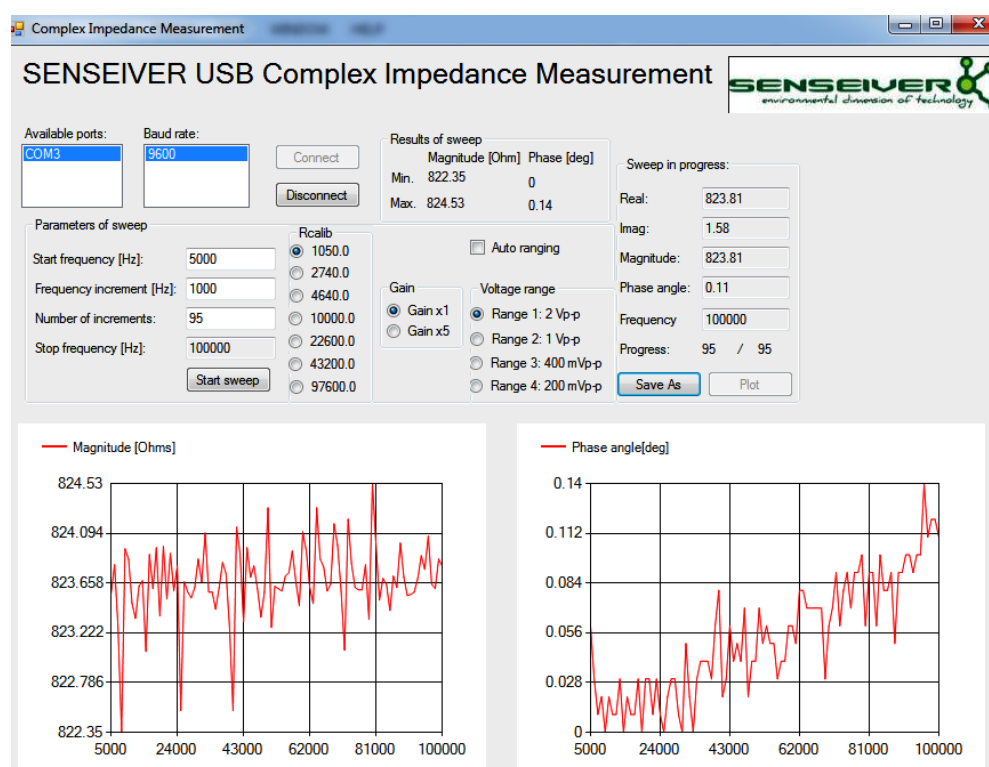 Complex Impedance Measurement
SENSEIVER USB Complex Impedance Measurement
SENSEIVER
environmental dimension of technology
Available ports:
COM3
Baud rate:
9600
Connect
Disconnect
Results of sweep
Magnitude [Ohm] Phase [deg]
Min. 822.35 0
Max. 824.53 0.14
Parameters of sweep
Start frequency [Hz]: 5000
Frequency increment [Hz]: 1000
Number of increments: 95
Stop frequency [Hz]: 100000
Start sweep
Rcalib
1050.0
2740.0
4640.0
10000.0
22600.0
43200.0
97600.0
Auto ranging
Gain
Gain x1
Gain x5
Voltage range
Range 1: 2 Vp-p
Range 2: 1 Vp-p
Range 3: 400 mVp-p
Range 4: 200 mVp-p
Sweep in progress:
Real: 823.81
Imag: 1.58
Magnitude: 823.81
Phase angle: 0.11
Frequency 100000
Progress: 95 / 95
Save As
Plot
Magnitude [Ohms]
824.53
824.094
823.658
823.222
822.786
822.35
5000 24000 43000 62000 81000 100000
Phase angle[deg]
0.14
0.112
0.084
0.056
0.028
0
5000 24000 43000 62000 81000 100000